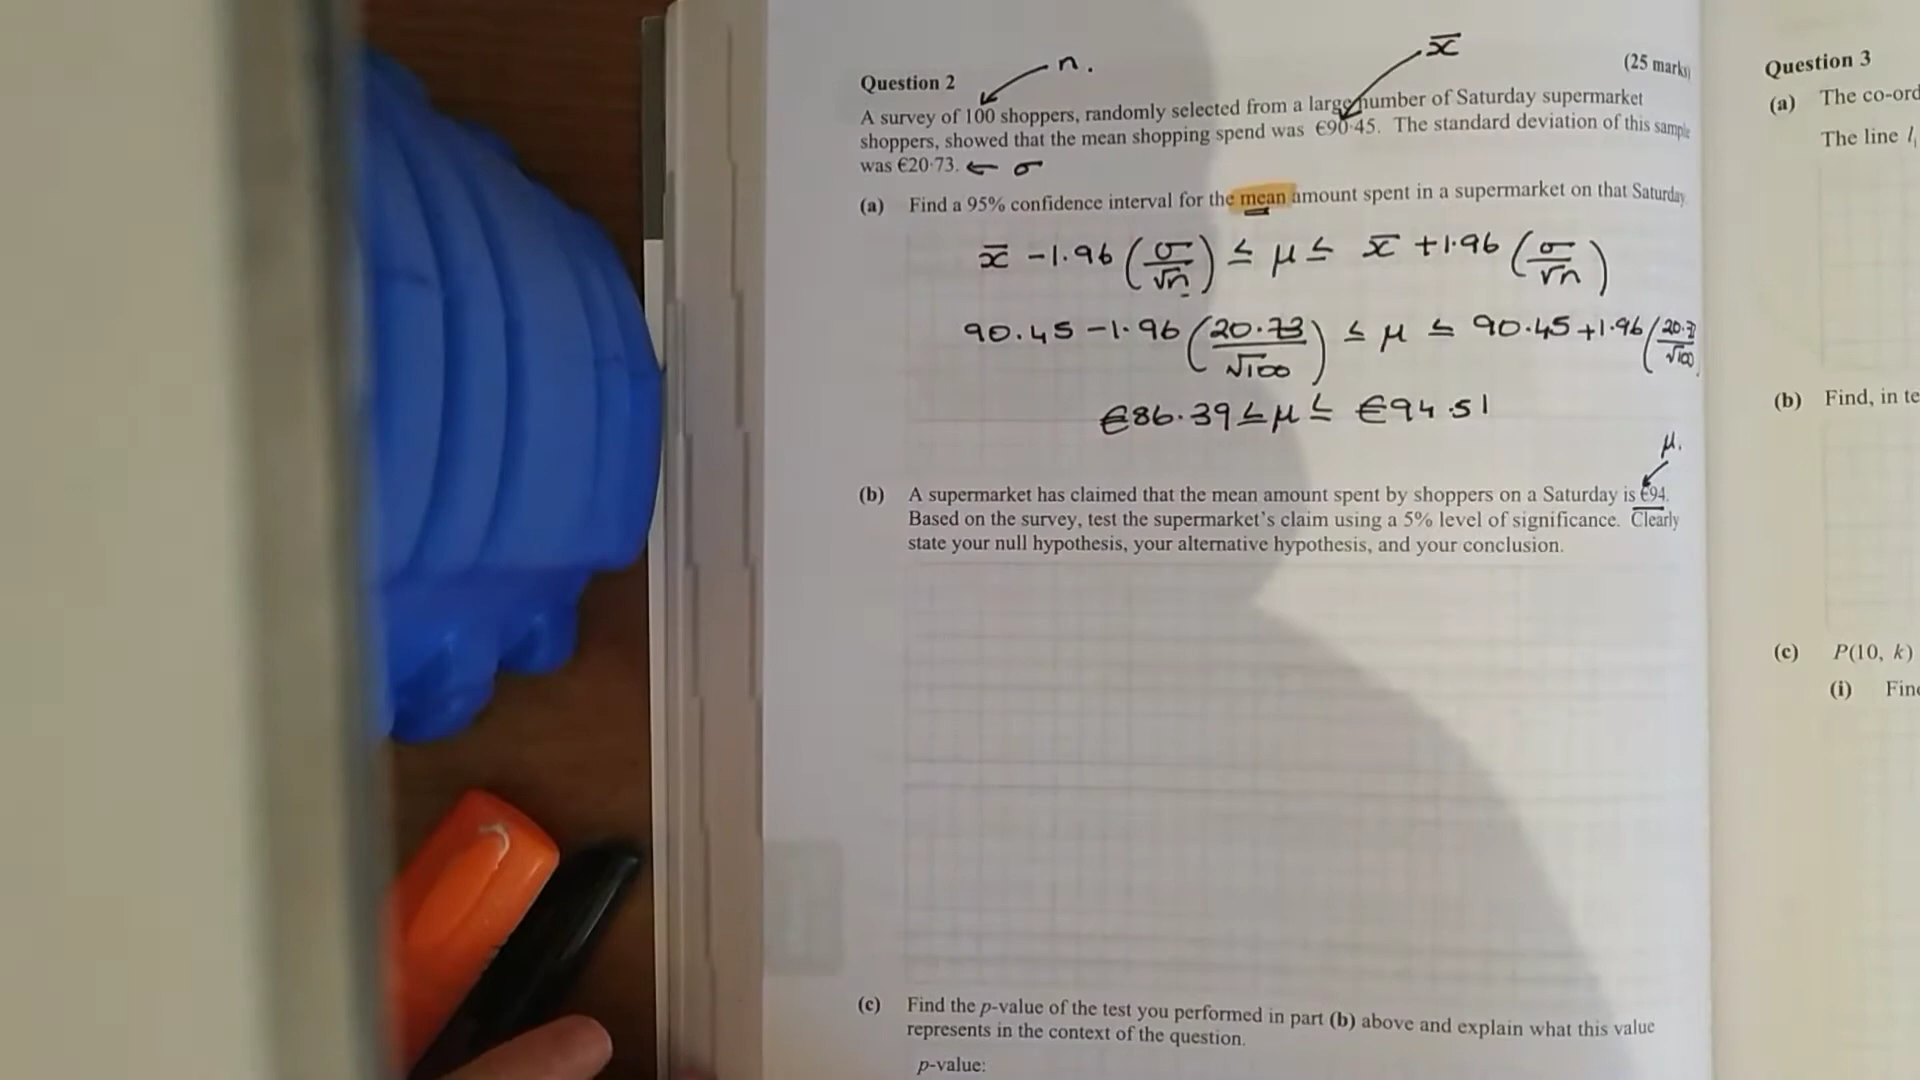 n.
x̄
Question 2
(25 marks)
A survey of 100 shoppers, randomly selected from a large number of Saturday supermarket
shoppers, showed that the mean shopping spend was €90·45. The standard deviation of this sample
was €20·73. ← σ
(a) Find a 95% confidence interval for the mean amount spent in a supermarket on that Saturday
x̄ - 1.96 (σ/√n) ≤ μ ≤ x̄ + 1.96 (σ/√n)
90.45 - 1.96 (20.73/√100) ≤ μ ≤ 90.45 + 1.96 (20.7/√100
€86.39 ≤ μ ≤ €94.51
μ.
(b) A supermarket has claimed that the mean amount spent by shoppers on a Saturday is €94.
Based on the survey, test the supermarket's claim using a 5% level of significance. Clearly
state your null hypothesis, your alternative hypothesis, and your conclusion.
(c) Find the p-value of the test you performed in part (b) above and explain what this value
represents in the context of the question.
p-value:
Question 3
(a) The co-ord
The line l₁
(b) Find, in te
(c) P(10, k)
(i) Find